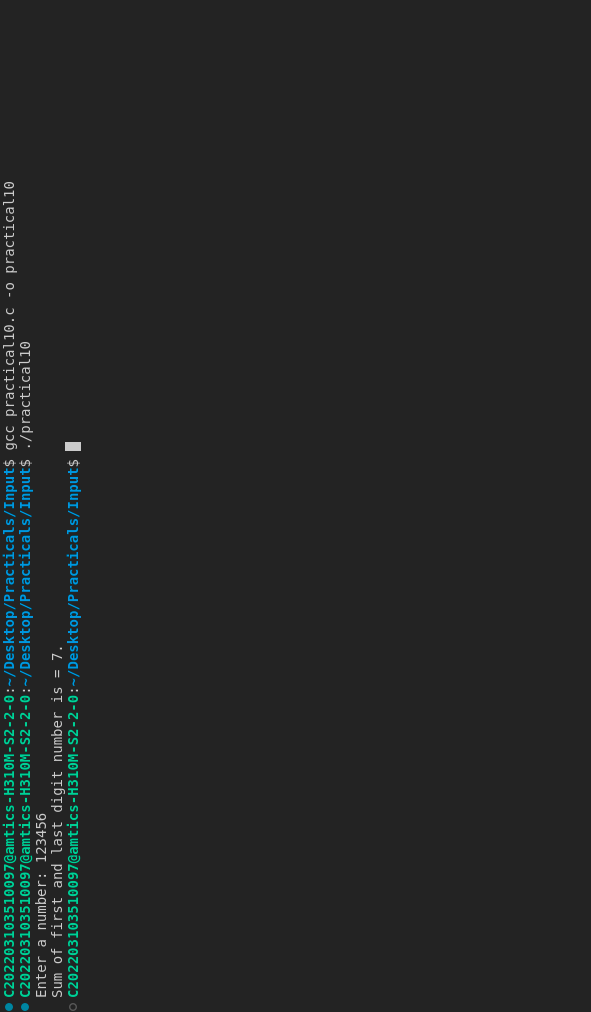 C202203103510097@amtics-H310M-S2-2-0:~/Desktop/Practicals/Input$ gcc practical10.c -o practical10
C202203103510097@amtics-H310M-S2-2-0:~/Desktop/Practicals/Input$ ./practical10
Enter a number: 123456
Sum of first and last digit number is = 7.
C202203103510097@amtics-H310M-S2-2-0:~/Desktop/Practicals/Input$